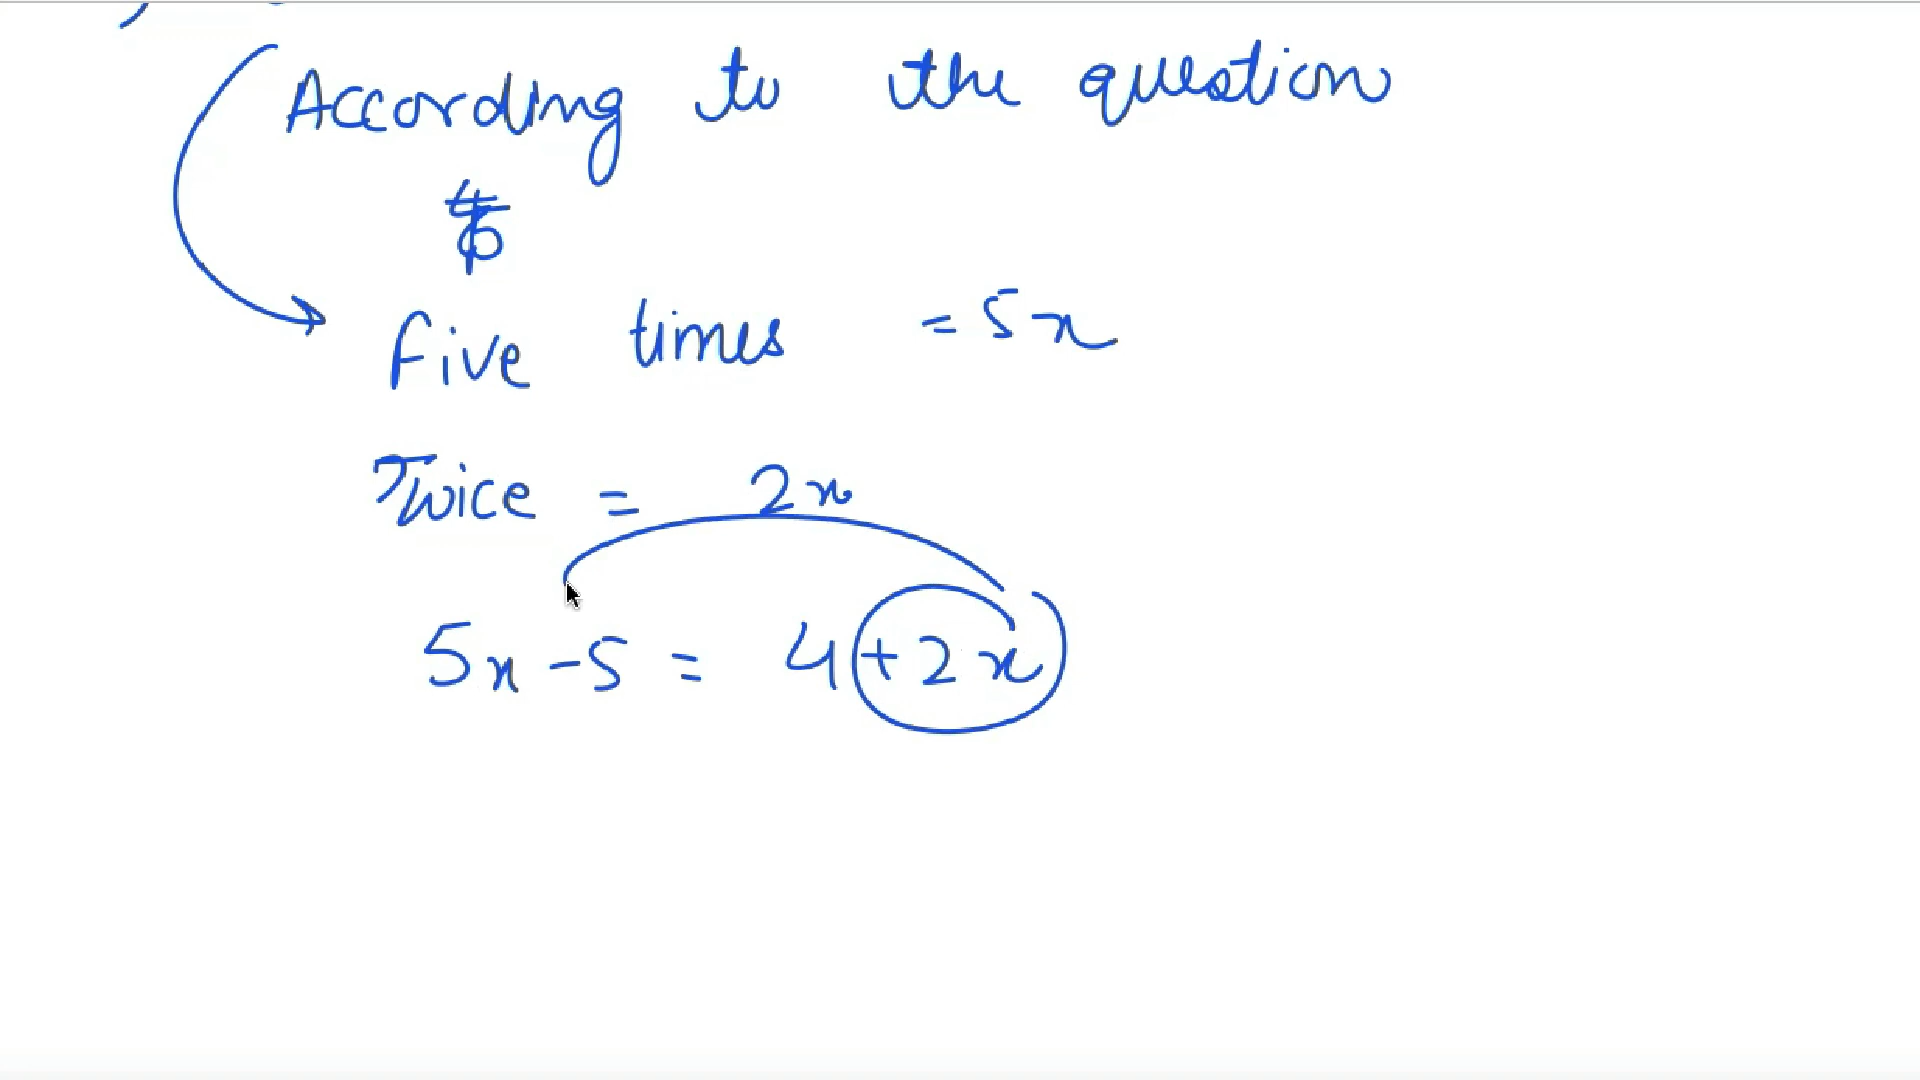 According to the question
five times = 5x
Twice = 2x
5x - 5 = 4 + 2x